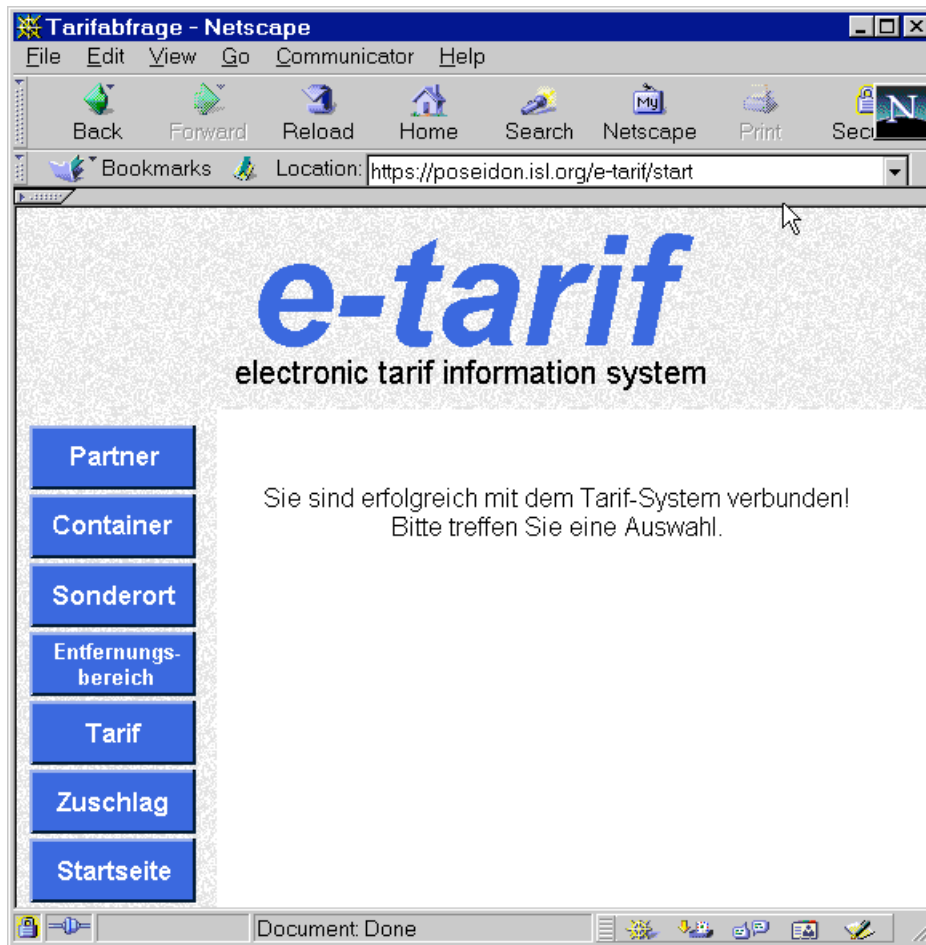 Tarifabfrage - Netscape
File Edit View Go Communicator Help
Back Forward Reload Home Search Netscape Print
My
N
Bookmarks Location: https://poseidon.isl.org/e-tarif/start
e-tarif
electronic tarif information system
Partner
Container
Sonderort
Entfernungs-
bereich
Tarif
Zuschlag
Startseite
Sie sind erfolgreich mit dem Tarif-System verbunden!
Bitte treffen Sie eine Auswahl.
Document: Done